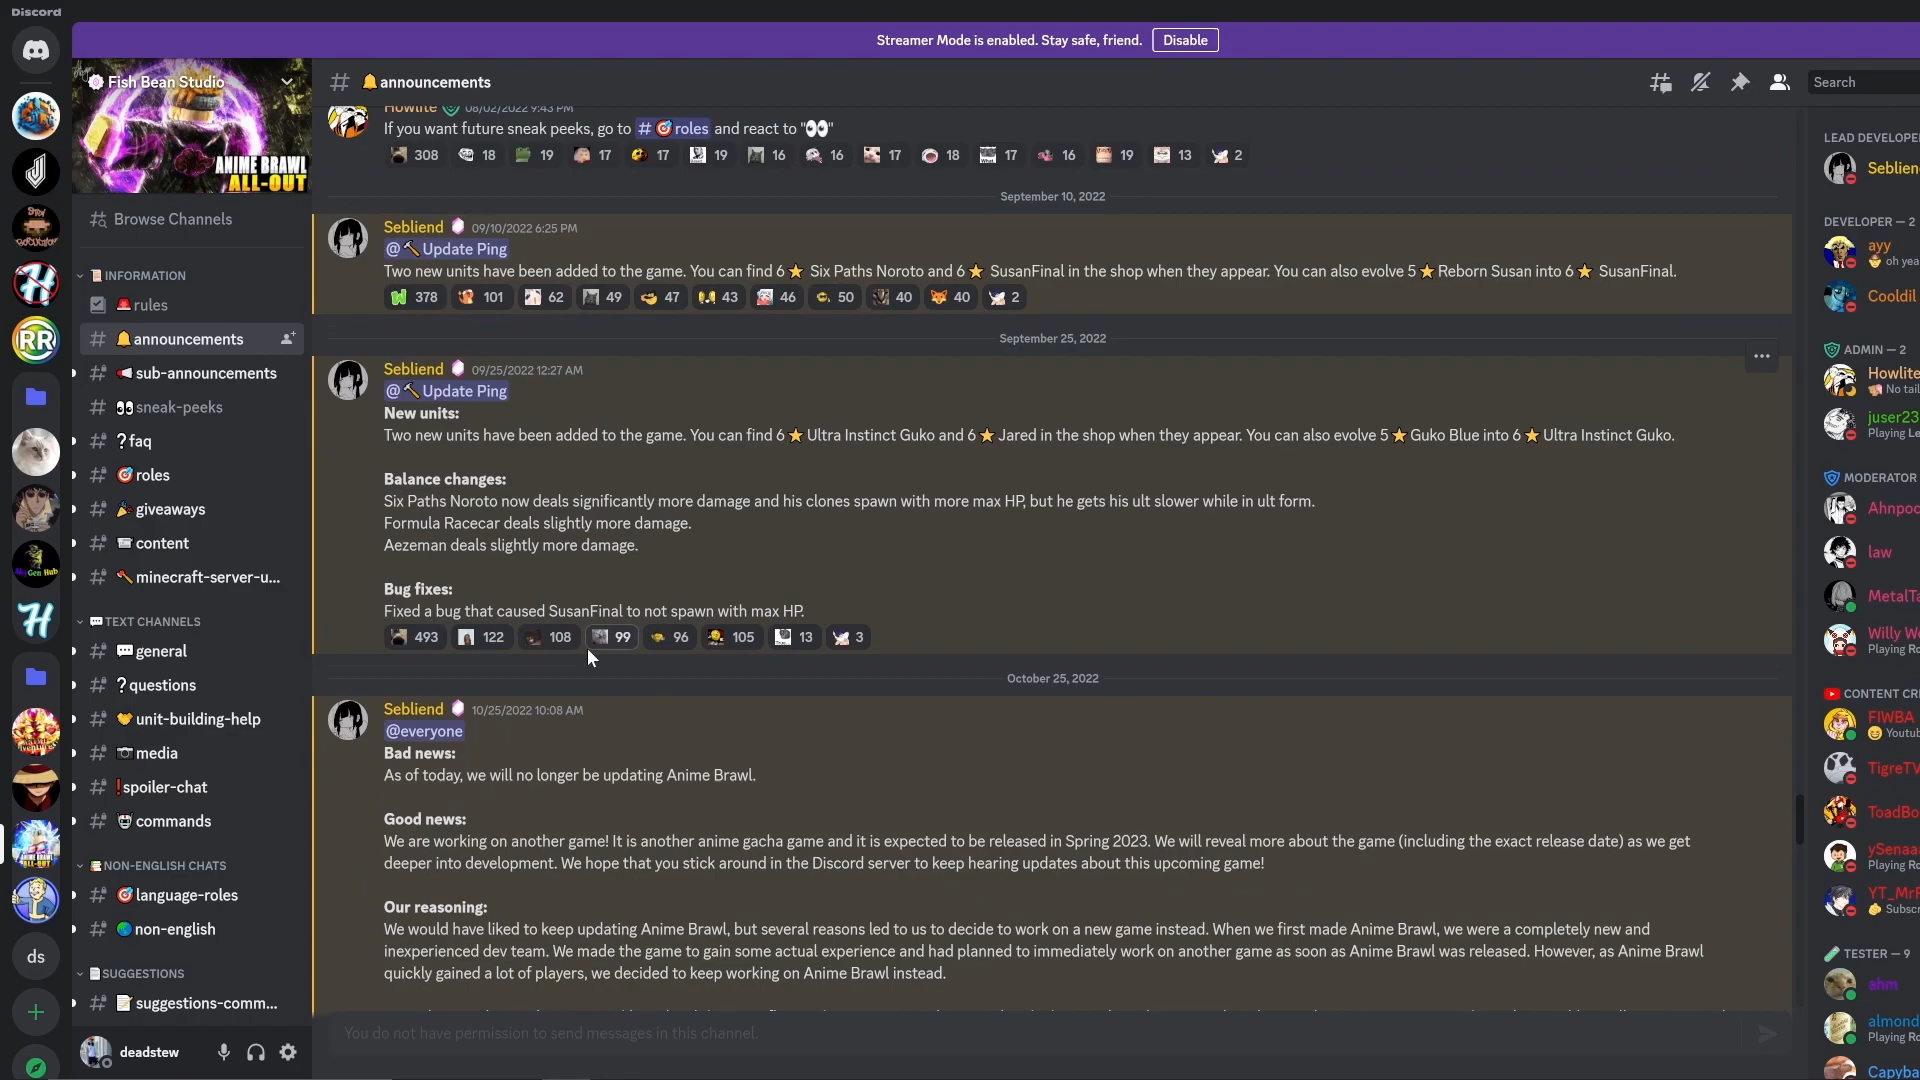 Discord
Streamer Mode is enabled. Stay safe, friend. Disable
Fish Bean Studio
ANIME BRAWL
ALL-OUT
Browse Channels
INFORMATION
rules
announcements
sub-announcements
sneak-peeks
faq
roles
giveaways
content
minecraft-server-u...
TEXT CHANNELS
general
questions
unit-building-help
media
spoiler-chat
commands
NON-ENGLISH CHATS
language-roles
non-english
SUGGESTIONS
suggestions-comm...
RR
ds
deadstew
announcements
Search
Howlite 08/02/2022 9:43 PM
If you want future sneak peeks, go to # 🎯roles and react to "👀"
308 18 19 17 17 19 16 16 17 18 17 16 19 13 2
September 10, 2022
Sebliend 09/10/2022 6:25 PM
@🔨Update Ping
Two new units have been added to the game. You can find 6⭐ Six Paths Noroto and 6⭐ SusanFinal in the shop when they appear. You can also evolve 5⭐Reborn Susan into 6⭐ SusanFinal.
378 101 62 49 47 43 46 50 40 40 2
September 25, 2022
Sebliend 09/25/2022 12:27 AM
@🔨Update Ping
New units:
Two new units have been added to the game. You can find 6⭐Ultra Instinct Guko and 6⭐Jared in the shop when they appear. You can also evolve 5⭐Guko Blue into 6⭐Ultra Instinct Guko.
Balance changes:
Six Paths Noroto now deals significantly more damage and his clones spawn with more max HP, but he gets his ult slower while in ult form.
Formula Racecar deals slightly more damage.
Aezeman deals slightly more damage.
Bug fixes:
Fixed a bug that caused SusanFinal to not spawn with max HP.
493 122 108 99 96 105 13 3
October 25, 2022
Sebliend 10/25/2022 10:08 AM
@everyone
Bad news:
As of today, we will no longer be updating Anime Brawl.
Good news:
We are working on another game! It is another anime gacha game and it is expected to be released in Spring 2023. We will reveal more about the game (including the exact release date) as we get
deeper into development. We hope that you stick around in the Discord server to keep hearing updates about this upcoming game!
Our reasoning:
We would have liked to keep updating Anime Brawl, but several reasons led to us to decide to work on a new game instead. When we first made Anime Brawl, we were a completely new and
inexperienced dev team. We made the game to gain some actual experience and had planned to immediately work on another game as soon as Anime Brawl was released. However, as Anime Brawl
quickly gained a lot of players, we decided to keep working on Anime Brawl instead.
You do not have permission to send messages in this channel.
LEAD DEVELOPE
Seblien
DEVELOPER — 2
ayy
oh yea
Cooldil
ADMIN — 2
Howlite
No tail
juser23
Playing Le
MODERATOR
Ahnpoc
law
MetalTa
Willy W
Playing Ro
CONTENT CRE
FIWBA
Youtub
TigreTV
ToadBo
ySenaa
Playing Ro
YT_MrF
Subscr
TESTER — 9
ahm
almond
Playing Ro
Capyba